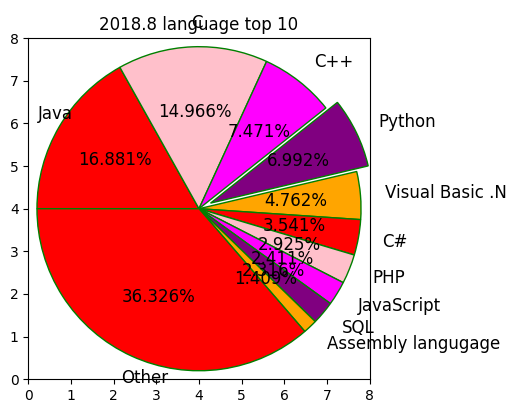 2018.8 language top 10
C
C++
Java
Python
Visual Basic .N
C#
PHP
JavaScript
SQL
Assembly langugage
Other
14.966%
7.471%
16.881%
6.992%
4.762%
3.541%
2.925%
2.411%
2.316%
1.409%
36.326%
8
7
6
5
4
3
2
1
0
0 1 2 3 4 5 6 7 8